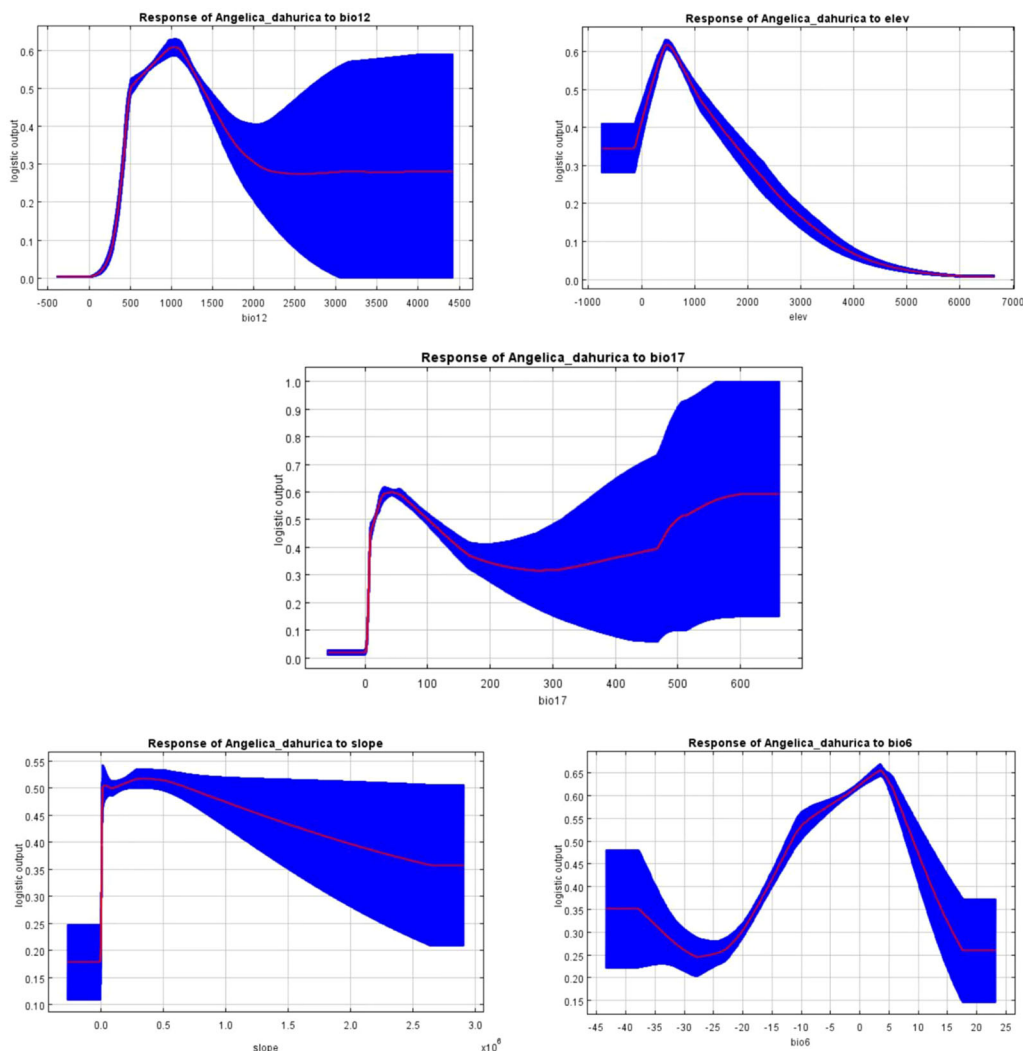 Response of Angelica_dahurica to bio12
logistic output
0.6
0.5
0.4
0.3
0.2
0.1
0.0
-500 0 500 1000 1500 2000 2500 3000 3500 4000 4500
bio12
Response of Angelica_dahurica to elev
logistic output
0.6
0.5
0.4
0.3
0.2
0.1
0.0
-1000 0 1000 2000 3000 4000 5000 6000 7000
elev
Response of Angelica_dahurica to bio17
logistic output
1.0
0.9
0.8
0.7
0.6
0.5
0.4
0.3
0.2
0.1
0.0
0 100 200 300 400 500 600
bio17
Response of Angelica_dahurica to slope
logistic output
0.55
0.50
0.45
0.40
0.35
0.30
0.25
0.20
0.15
0.10
0.0 0.5 1.0 1.5 2.0 2.5 3.0
x10⁶
slope
Response of Angelica_dahurica to bio6
logistic output
0.65
0.60
0.55
0.50
0.45
0.40
0.35
0.30
0.25
0.20
0.15
-45 -40 -35 -30 -25 -20 -15 -10 -5 0 5 10 15 20 25
bio6